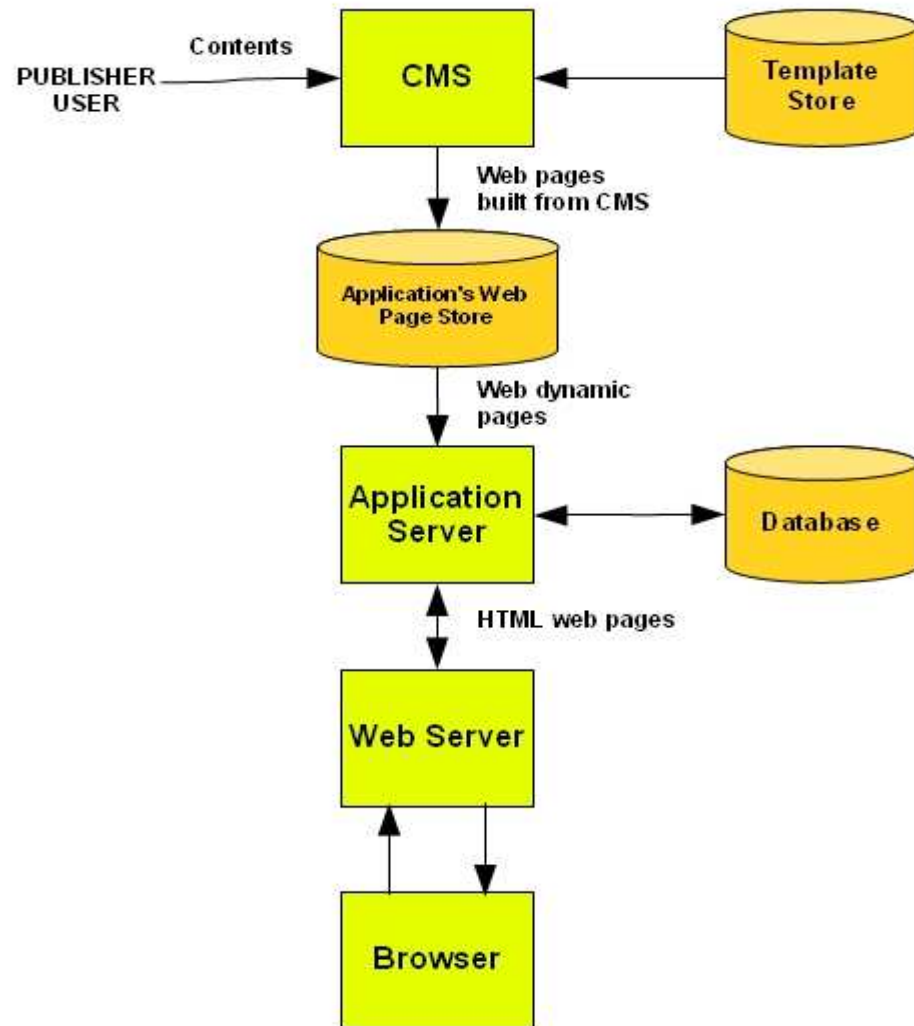 Contents
PUBLISHER
USER
CMS
Template
Store
Web pages
built from CMS
Application's Web
Page Store
Web dynamic
pages
Application
Server
Database
HTML web pages
Web Server
Browser